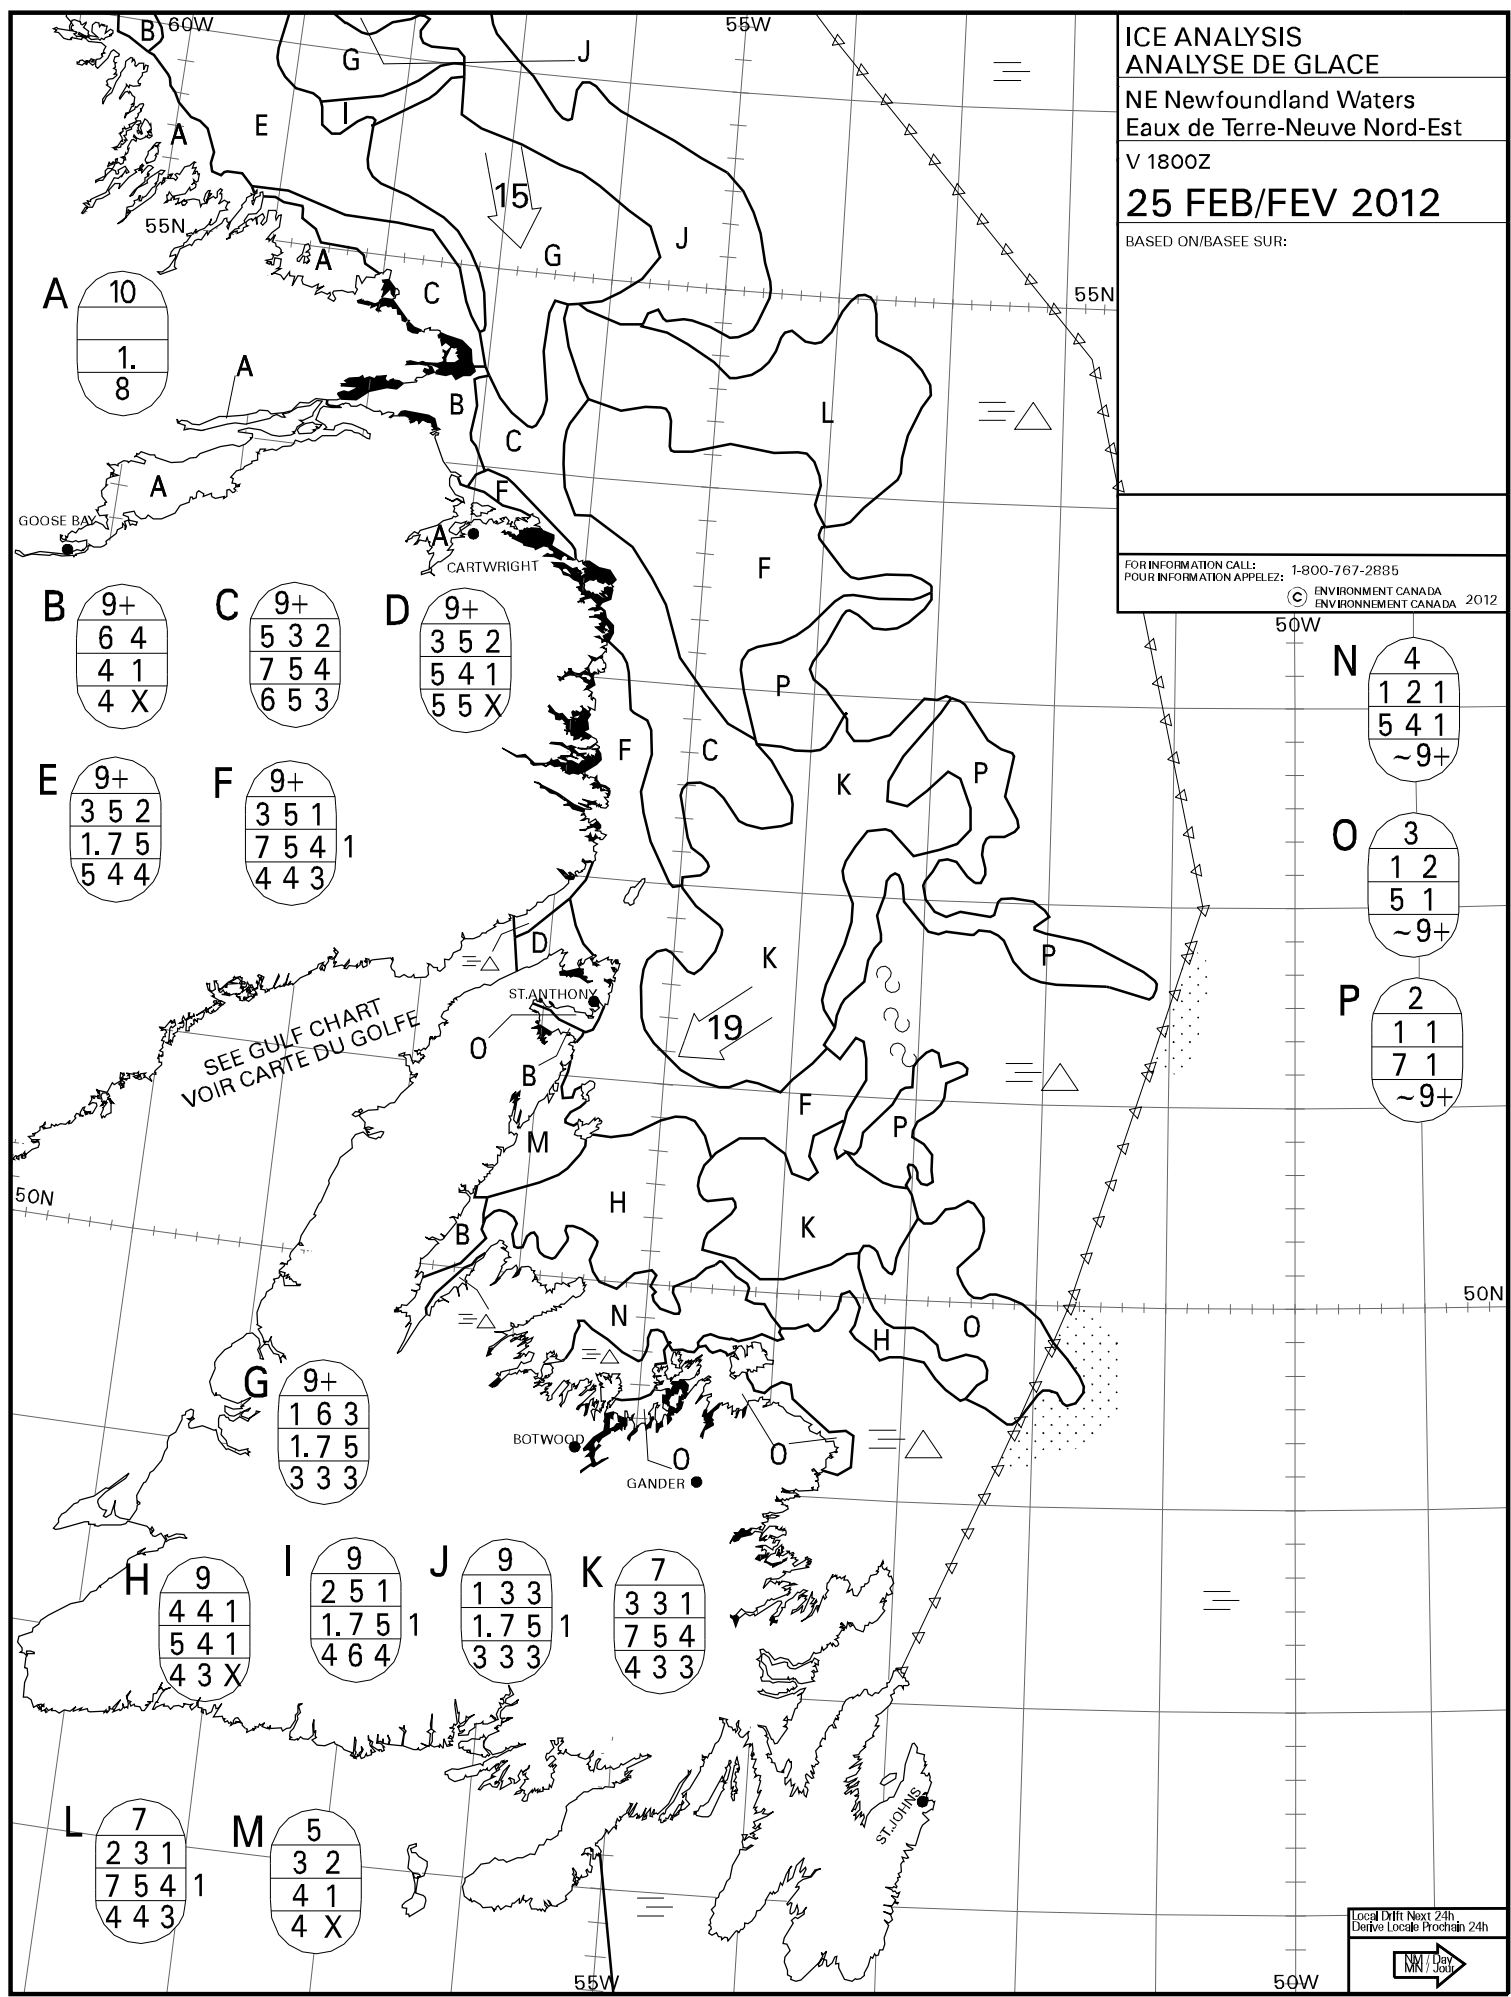 ICE ANALYSIS
ANALYSE DE GLACE
NE Newfoundland Waters
Eaux de Terre-Neuve Nord-Est
V 1800Z
25 FEB/FEV 2012
BASED ON/BASEE SUR:
FOR INFORMATION CALL:
POUR INFORMATION APPELEZ: 1-800-767-2885
© ENVIRONMENT CANADA
ENVIRONNEMENT CANADA 2012
B 60W 55W
G J
I
E
A
15
55N
J
G
A
C
55N
A
B
L
C
F
A
GOOSE BAY
A
CARTWRIGHT
F
50W
P
F C
K P
D
K
P
ST.ANTHONY
SEE GULF CHART
VOIR CARTE DU GOLFE
19
O
B
F
P
M
50N
H
K
B
50N
N
H
O
BOTWOOD
O
O
GANDER
ST.JOHNS
55W
50W
A
10
1.
8
B
9+
6 4
4 1
4 X
C
9+
5 3 2
7 5 4
6 5 3
D
9+
3 5 2
5 4 1
5 5 X
E
9+
3 5 2
1. 7 5
5 4 4
F
9+
3 5 1
7 5 4 1
4 4 3
G
9+
1 6 3
1. 7 5
3 3 3
H
9
4 4 1
5 4 1
4 3 X
I
9
2 5 1
1. 7 5 1
4 6 4
J
9
1 3 3
1. 7 5 1
3 3 3
K
7
3 3 1
7 5 4
4 3 3
L
7
2 3 1
7 5 4 1
4 4 3
M
5
3 2
4 1
4 X
N
4
1 2 1
5 4 1
~9+
O
3
1 2
5 1
~9+
P
2
1 1
7 1
~9+
Local Drift Next 24h
Derive Locale Prochain 24h
NM / Day
MN / Jour